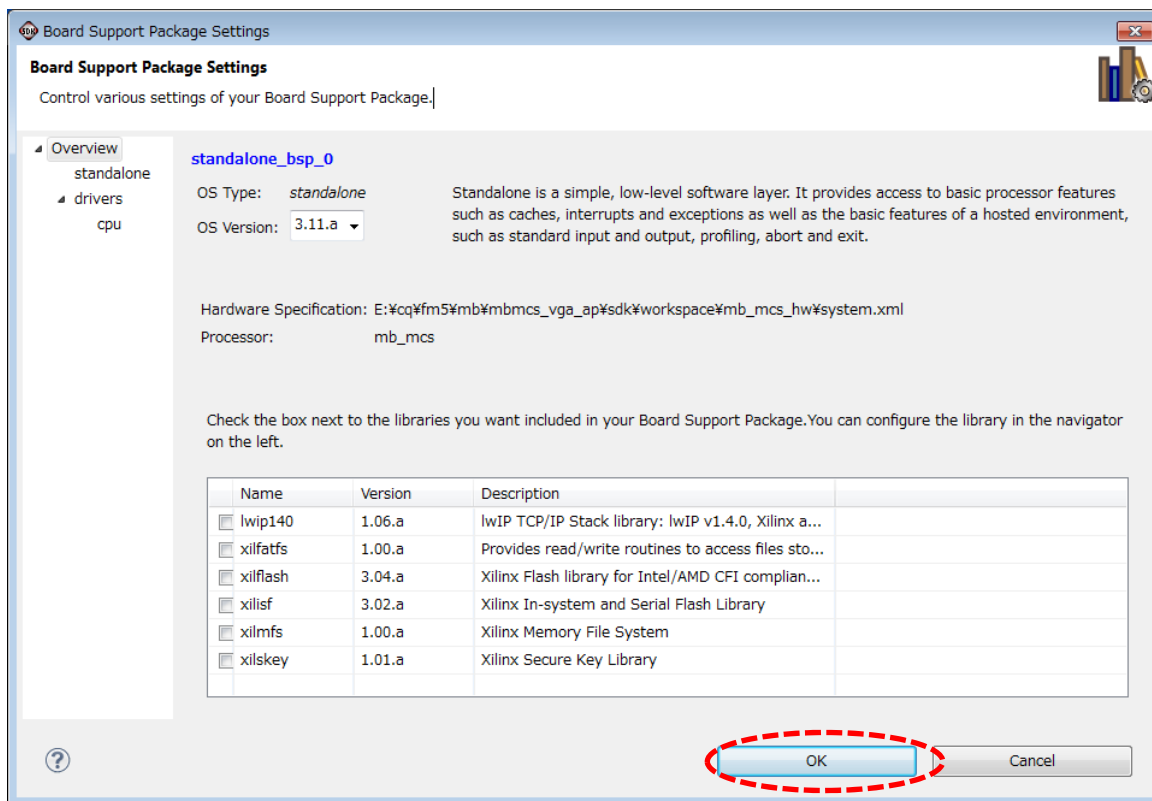 SDK Board Support Package Settings
Board Support Package Settings
Control various settings of your Board Support Package.
Overview
standalone
drivers
cpu
standalone_bsp_0
OS Type: standalone
OS Version: 3.11.a
Standalone is a simple, low-level software layer. It provides access to basic processor features
such as caches, interrupts and exceptions as well as the basic features of a hosted environment,
such as standard input and output, profiling, abort and exit.
Hardware Specification: E:¥cq¥fm5¥mb¥mbmcs_vga_ap¥sdk¥workspace¥mb_mcs_hw¥system.xml
Processor: mb_mcs
Check the box next to the libraries you want included in your Board Support Package.You can configure the library in the navigator
on the left.
Name Version Description
lwip140 1.06.a lwIP TCP/IP Stack library: lwIP v1.4.0, Xilinx a...
xilfatfs 1.00.a Provides read/write routines to access files sto...
xilflash 3.04.a Xilinx Flash library for Intel/AMD CFI complian...
xilisf 3.02.a Xilinx In-system and Serial Flash Library
xilmfs 1.00.a Xilinx Memory File System
xilskey 1.01.a Xilinx Secure Key Library
? OK Cancel